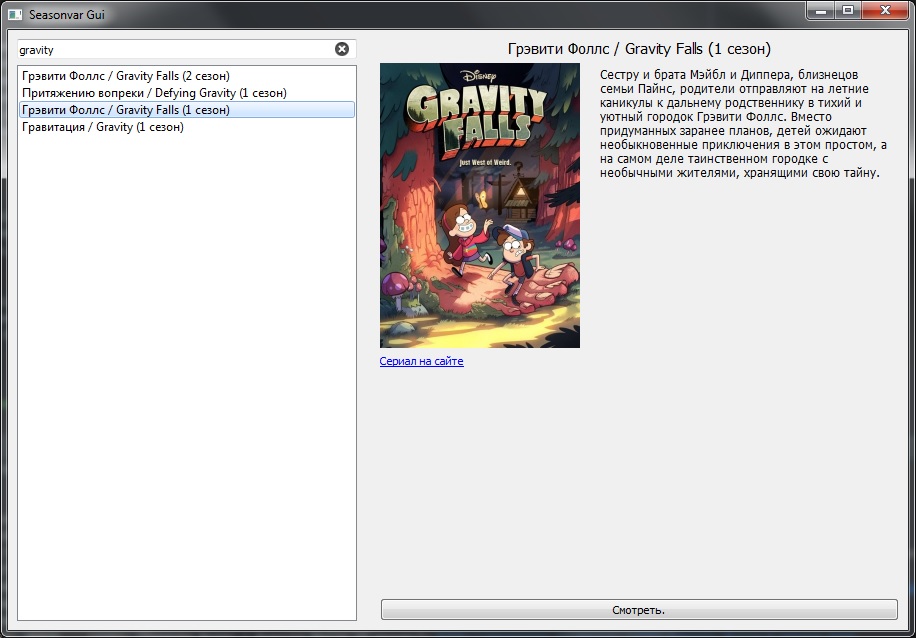 Seasonvar Gui
gravity
Грэвити Фоллс / Gravity Falls (2 сезон)
Притяжению вопреки / Defying Gravity (1 сезон)
Грэвити Фоллс / Gravity Falls (1 сезон)
Гравитация / Gravity (1 сезон)
Грэвити Фоллс / Gravity Falls (1 сезон)
Disney
GRAVITY
FALLS
Just West of Weird.
Сестру и брата Мэйбл и Диппера, близнецов
семьи Пайнс, родители отправляют на летние
каникулы к дальнему родственнику в тихий и
уютный городок Грэвити Фоллс. Вместо
придуманных заранее планов, детей ожидают
необыкновенные приключения в этом простом, а
на самом деле таинственном городке с
необычными жителями, хранящими свою тайну.
Сериал на сайте
Смотреть.